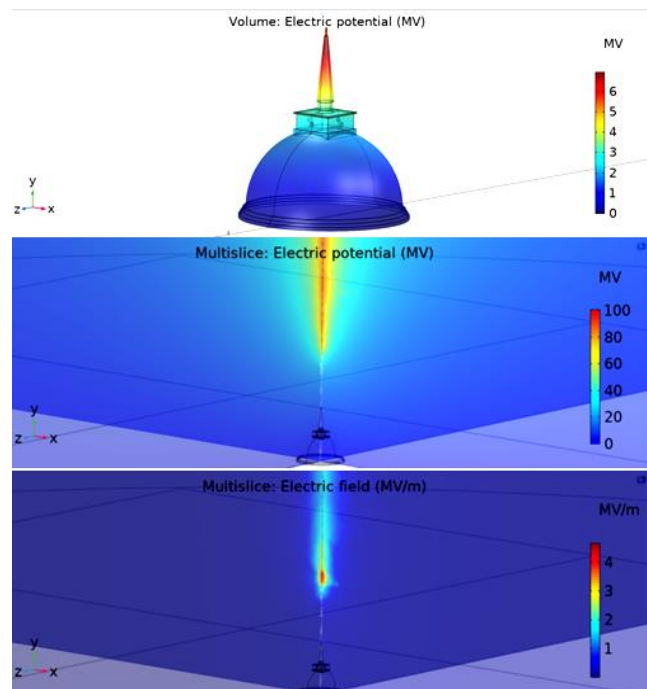 Volume: Electric potential (MV)
MV
6
5
4
3
2
1
0
y
z x
Multislice: Electric potential (MV)
MV
100
80
60
40
20
0
y
z x
Multislice: Electric field (MV/m)
MV/m
4
3
2
1
y
z x